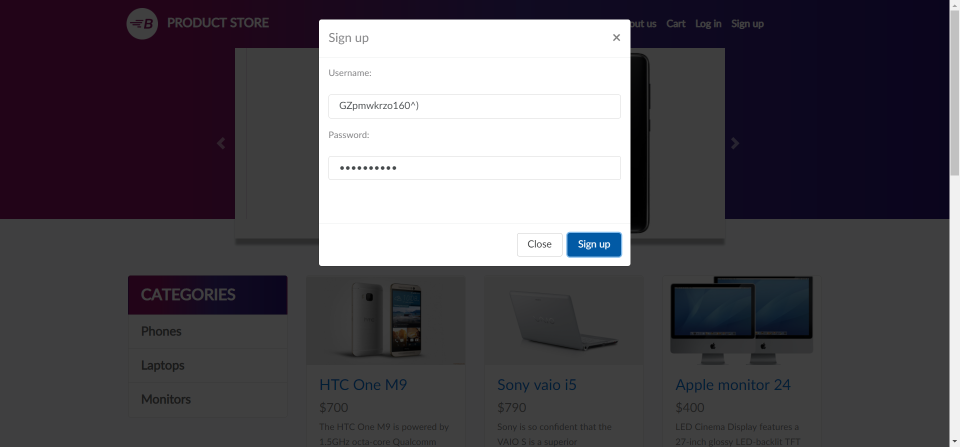 B PRODUCT STORE
out us Cart Log in Sign up
Sign up ×
Username:
GZpmwkrzo160^)
Password:
••••••••••
Close Sign up
CATEGORIES
Phones
Laptops
Monitors
HTC One M9
$700
The HTC One M9 is powered by
1.5GHz octa-core Qualcomm
Sony vaio i5
$790
Sony is so confident that the
VAIO S is a superior
Apple monitor 24
$400
LED Cinema Display features a
27-inch glossy LED-backlit TFT